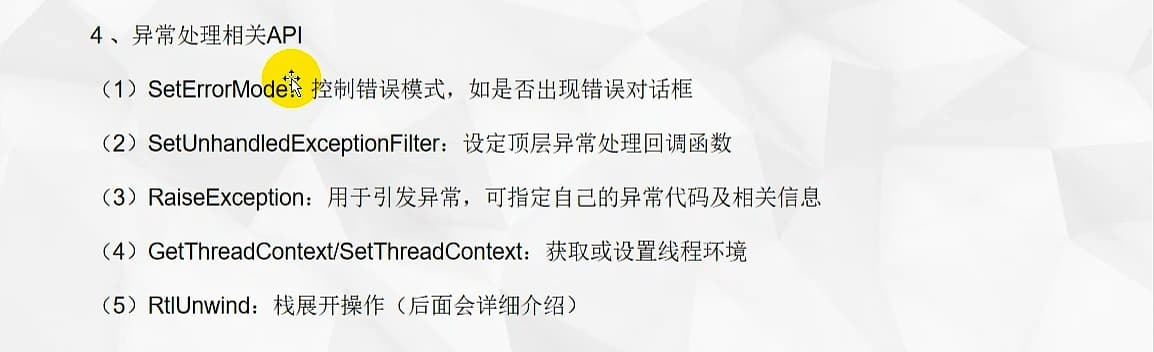 4 、异常处理相关API
（1）SetErrorMode：控制错误模式，如是否出现错误对话框
（2）SetUnhandledExceptionFilter：设定顶层异常处理回调函数
（3）RaiseException：用于引发异常，可指定自己的异常代码及相关信息
（4）GetThreadContext/SetThreadContext：获取或设置线程环境
（5）RtlUnwind：栈展开操作（后面会详细介绍）